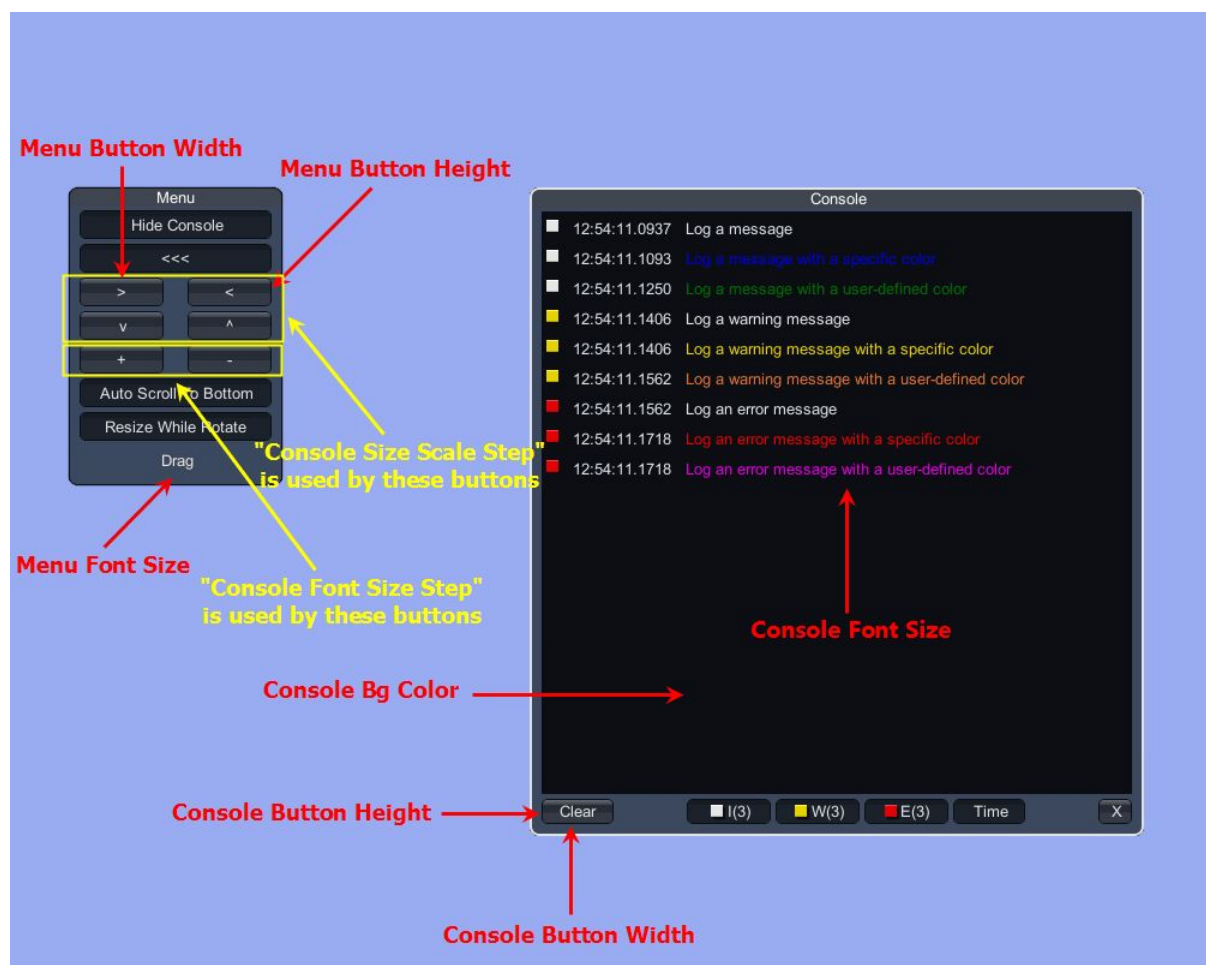 Menu Button Width
Menu Button Height
Menu
Hide Console
<<<
> <
v ^
+ -
Auto Scroll To Bottom
Resize While Rotate
Drag
"Console Size Scale Step"
is used by these buttons
Menu Font Size
"Console Font Size Step"
is used by these buttons
Console
12:54:11.0937 Log a message
12:54:11.1093 Log a message with a specific color
12:54:11.1250 Log a message with a user-defined color
12:54:11.1406 Log a warning message
12:54:11.1406 Log a warning message with a specific color
12:54:11.1562 Log a warning message with a user-defined color
12:54:11.1562 Log an error message
12:54:11.1718 Log an error message with a specific color
12:54:11.1718 Log an error message with a user-defined color
Console Font Size
Console Bg Color
Console Button Height
Clear I(3) W(3) E(3) Time X
Console Button Width